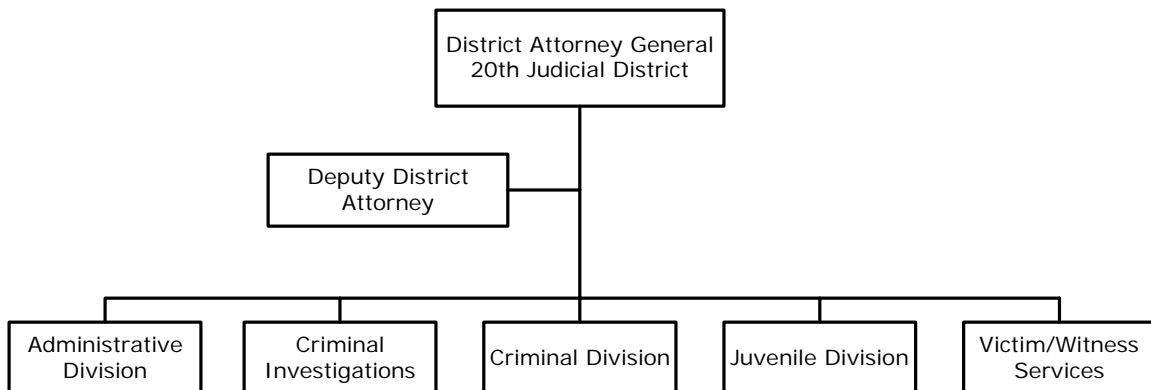 District Attorney General
20th Judicial District
Deputy District
Attorney
Administrative
Division
Criminal
Investigations
Criminal Division
Juvenile Division
Victim/Witness
Services